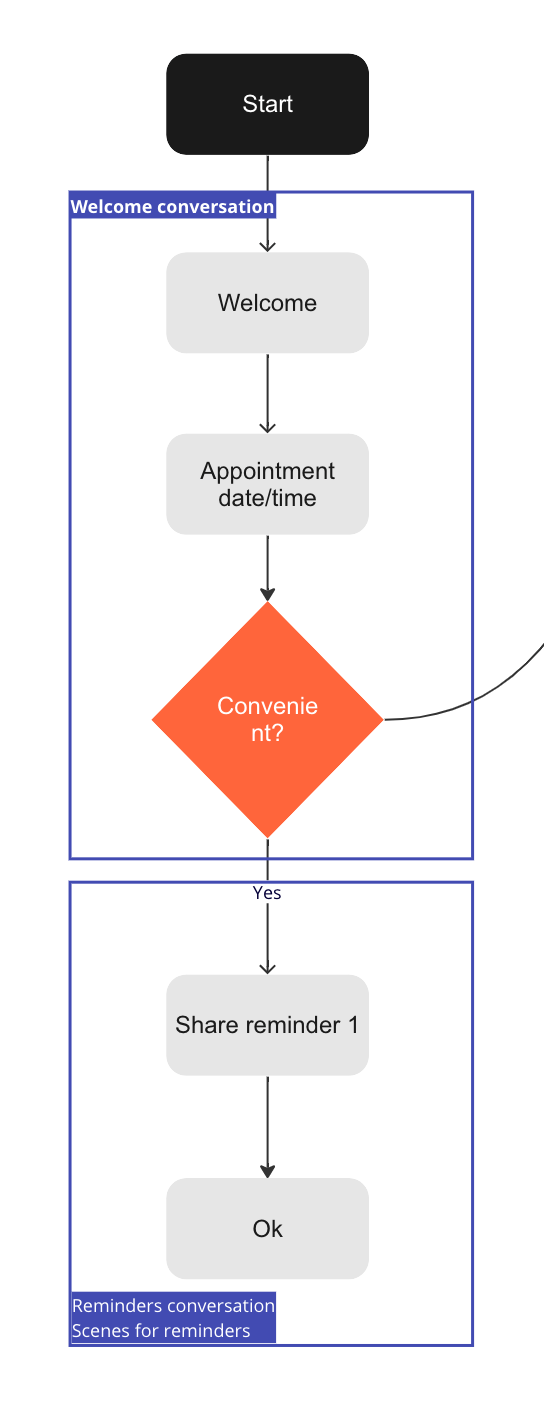 Start
Welcome conversation
Welcome
Appointment
date/time
Convenie
nt?
Yes
Share reminder 1
Ok
Reminders conversation
Scenes for reminders